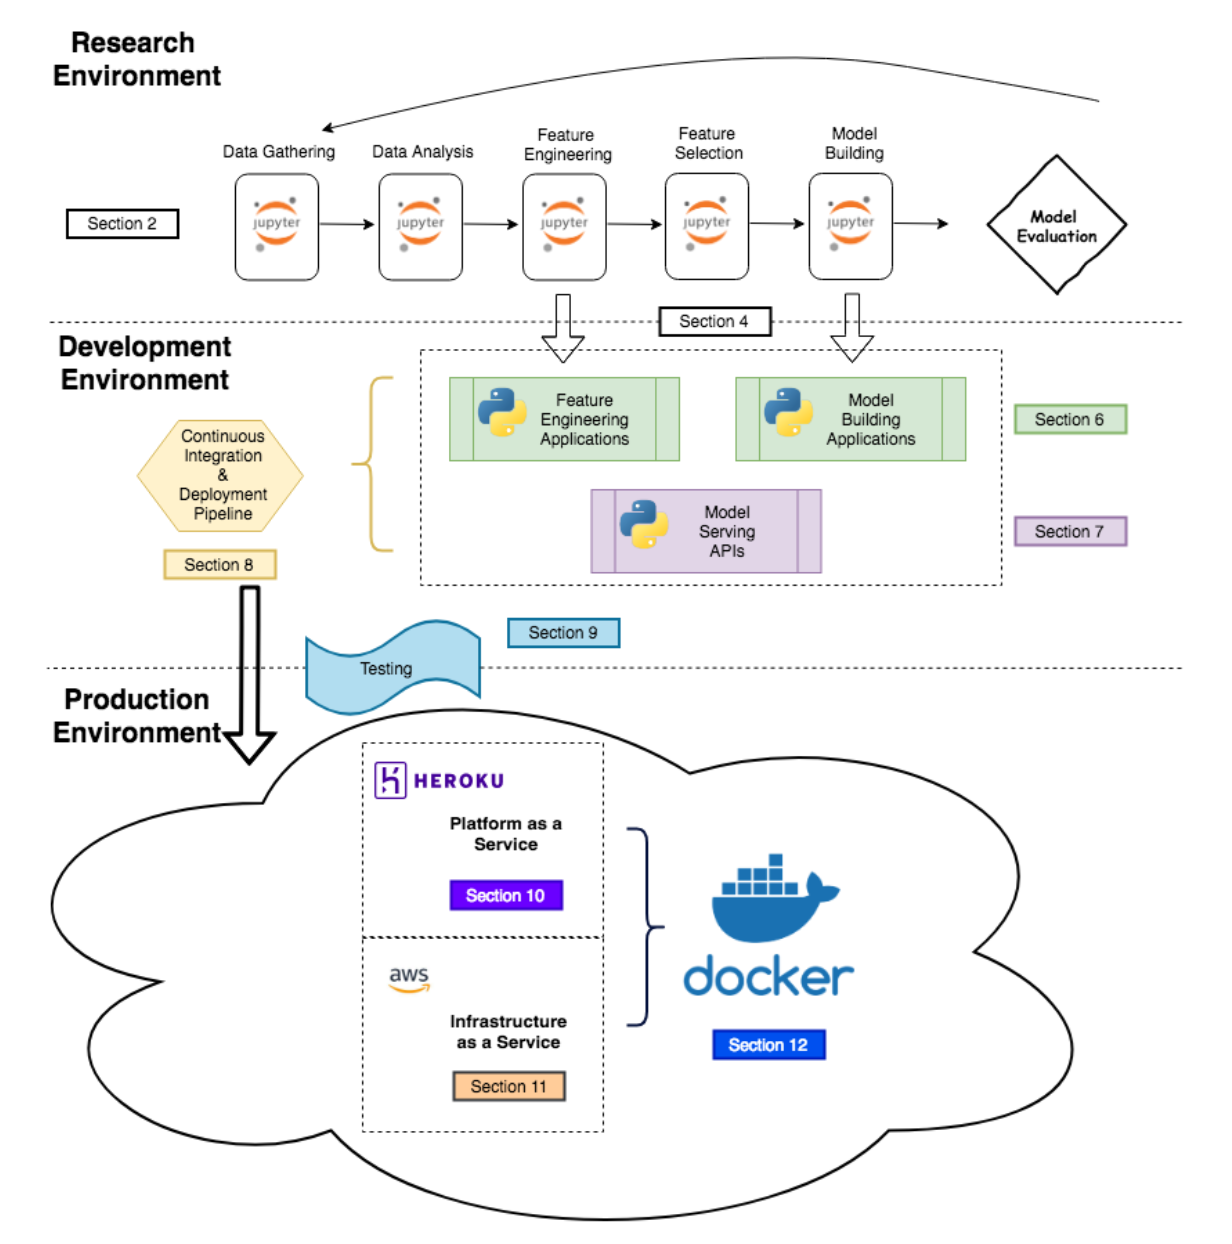 Research
Environment
Data Gathering
Data Analysis
Feature
Engineering
Feature
Selection
Model
Building
Section 2
jupyter
jupyter
jupyter
jupyter
jupyter
Model
Evaluation
Section 4
Development
Environment
Continuous
Integration
&
Deployment
Pipeline
Section 8
Feature
Engineering
Applications
Model
Building
Applications
Section 6
Model
Serving
APIs
Section 7
Section 9
Testing
Production
Environment
HEROKU
Platform as a
Service
Section 10
aws
Infrastructure
as a Service
Section 11
docker
Section 12